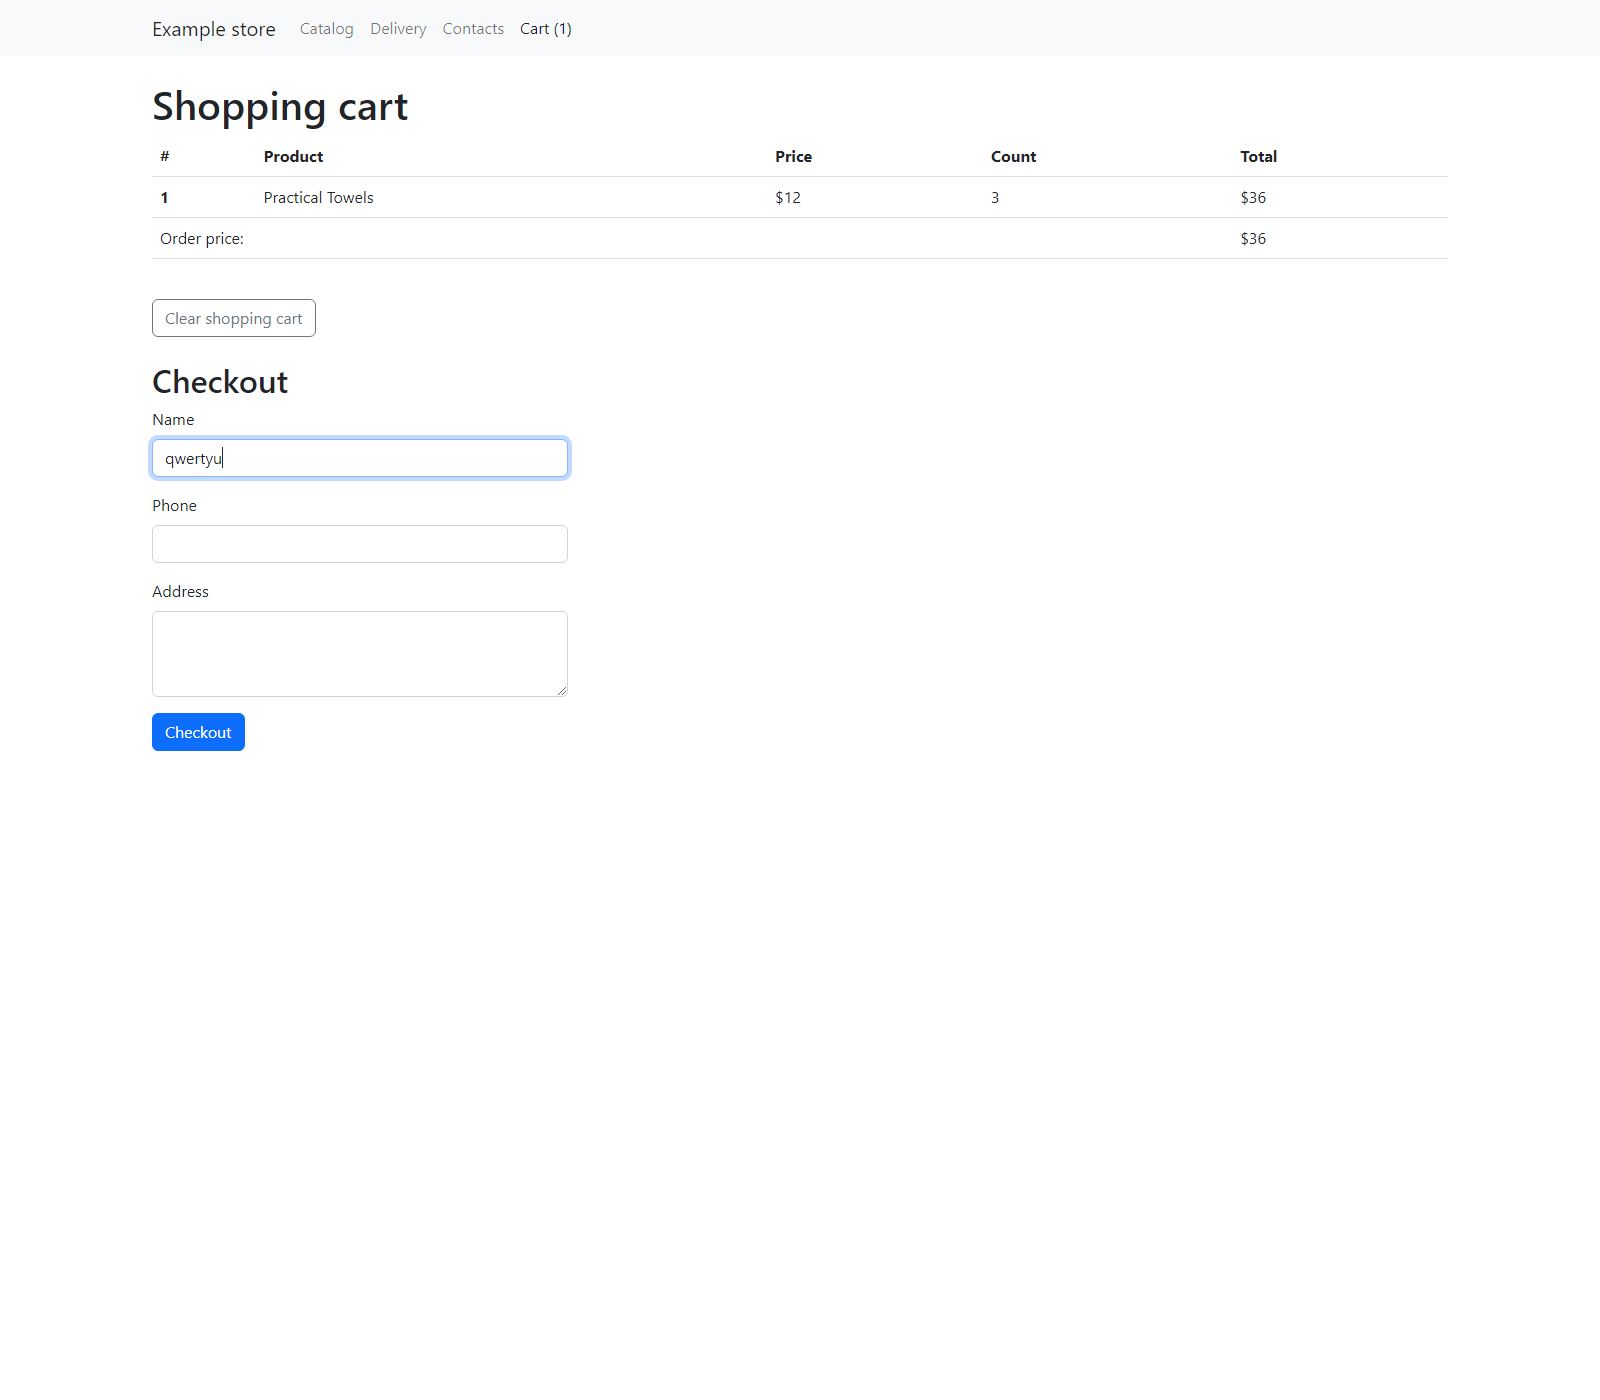 Example store Catalog Delivery Contacts Cart (1)
Shopping cart
# Product Price Count Total
1 Practical Towels $12 3 $36
Order price: $36
Clear shopping cart
Checkout
Name
qwertyu
Phone
Address
Checkout